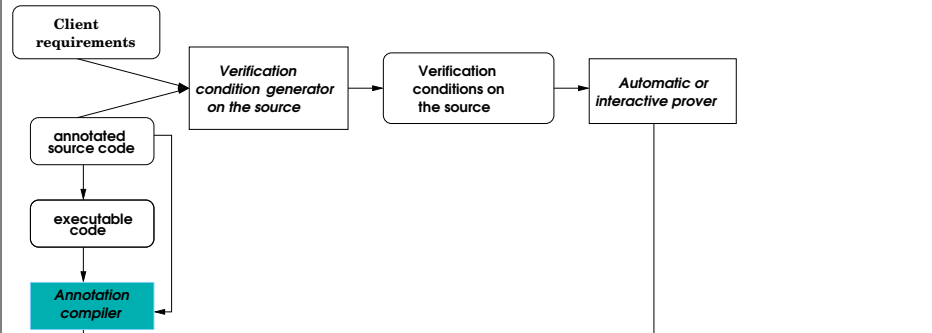 Client
requirements
Verification
condition generator
on the source
Verification
conditions on
the source
Automatic or
interactive prover
annotated
source code
executable
code
Annotation
compiler